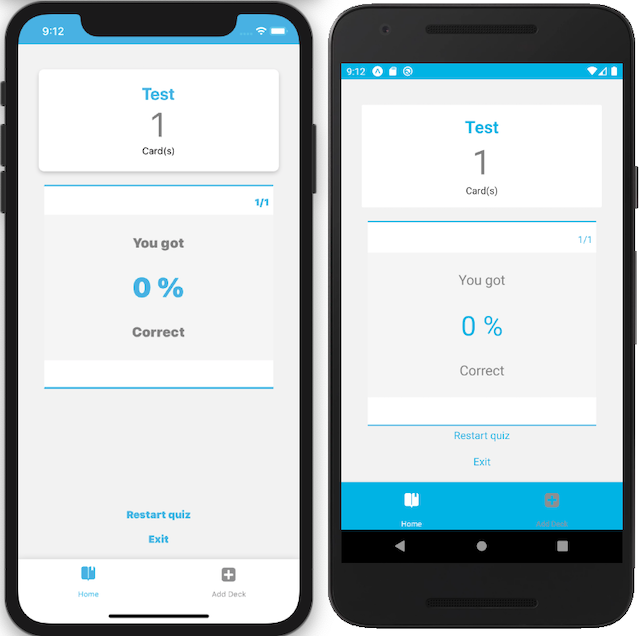 9:12
Test
1
Card(s)
1/1
You got
0 %
Correct
Restart quiz
Exit
Home
Add Deck
9:12
Test
1
Card(s)
1/1
You got
0 %
Correct
Restart quiz
Exit
Home
Add Deck